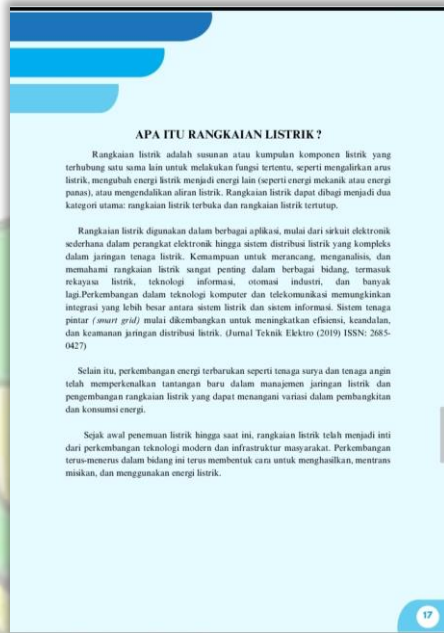 APA ITU RANGKAIAN LISTRIK ?
Rangkaian listrik adalah susunan atau kumpulan komponen listrik yang
terhubung satu sama lain untuk melakukan fungsi tertentu, seperti mengalirkan arus
listrik, mengubah energi listrik menjadi energi lain (seperti energi mekanik atau energi
panas), atau mengendalikan aliran listrik. Rangkaian listrik dapat dibagi menjadi dua
kategori utama: rangkaian listrik terbuka dan rangkaian listrik tertutup.
Rangkaian listrik digunakan dalam berbagai aplikasi, mulai dari sirkuit elektronik
sederhana dalam perangkat elektronik hingga sistem distribusi listrik yang kompleks
dalam jaringan tenaga listrik. Kemampuan untuk merancang, menganalisis, dan
memahami rangkaian listrik sangat penting dalam berbagai bidang, termasuk
rekayasa listrik, teknologi informasi, otomasi industri, dan banyak
lagi.Perkembangan dalam teknologi komputer dan telekomunikasi memungkinkan
integrasi yang lebih besar antara sistem listrik dan sistem informasi. Sistem tenaga
pintar (smart grid) mulai dikembangkan untuk meningkatkan efisiensi, keandalan,
dan keamanan jaringan distribusi listrik. (Jurnal Teknik Elektro (2019) ISSN: 2685-
0427)
Selain itu, perkembangan energi terbarukan seperti tenaga surya dan tenaga angin
telah memperkenalkan tantangan baru dalam manajemen jaringan listrik dan
pengembangan rangkaian listrik yang dapat menangani variasi dalam pembangkitan
dan konsumsi energi.
Sejak awal penemuan listrik hingga saat ini, rangkaian listrik telah menjadi inti
dari perkembangan teknologi modern dan infrastruktur masyarakat. Perkembangan
terus-menerus dalam bidang ini terus membentuk cara untuk menghasilkan, mentrans
misikan, dan menggunakan energi listrik.
17